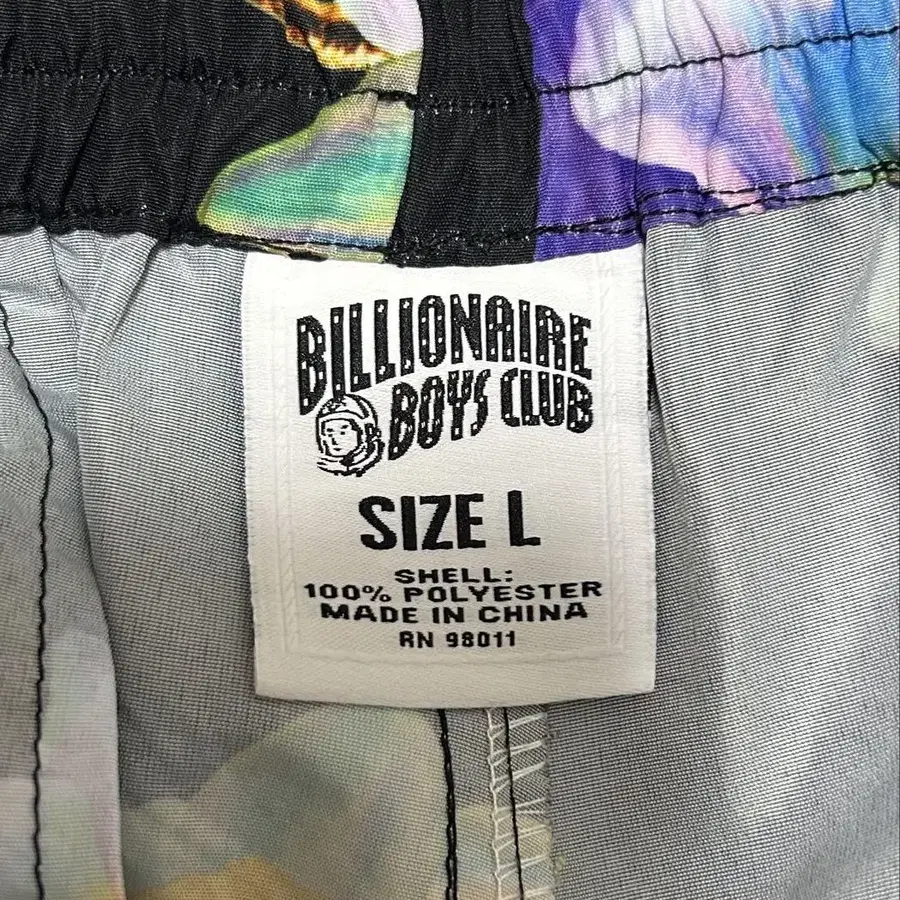 BILLIONAIRE
BOYS CLUB
SIZE L
SHELL:
100% POLYESTER
MADE IN CHINA
RN 98011